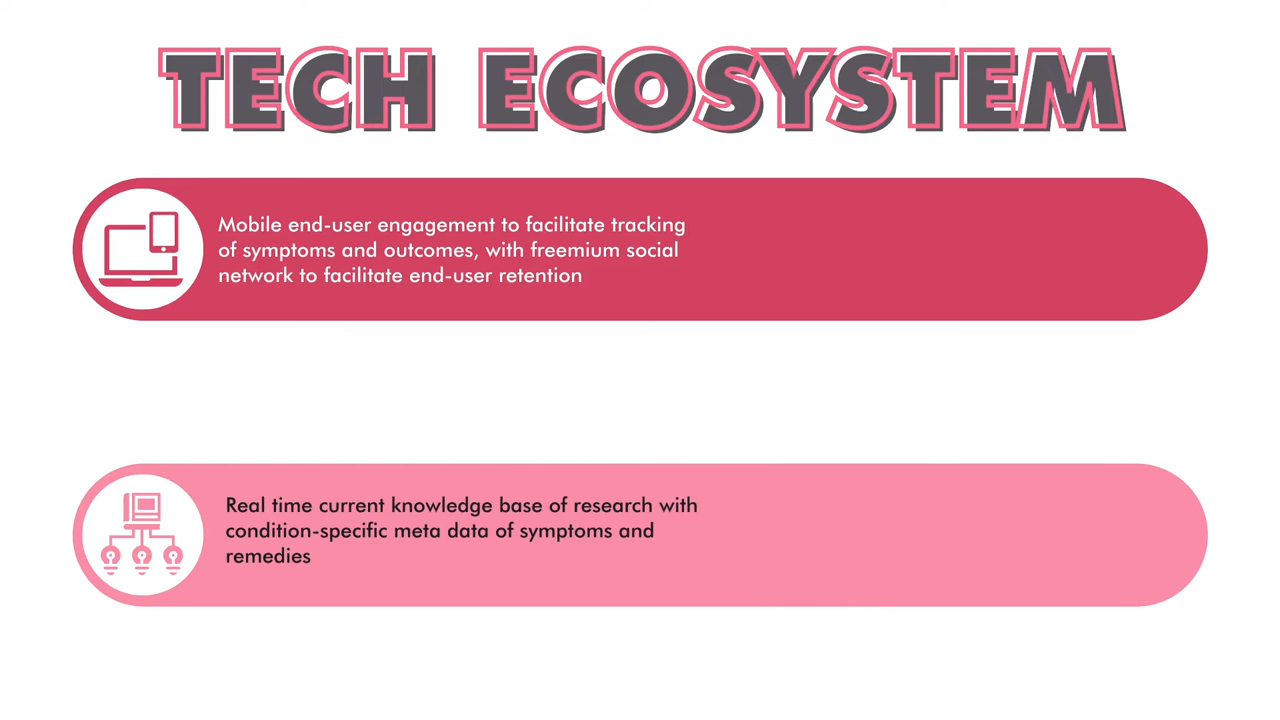 TECH ECOSYSTEM
Mobile end-user engagement to facilitate tracking
of symptoms and outcomes, with freemium social
network to facilitate end-user retention
Real time current knowledge base of research with
condition-specific meta data of symptoms and
remedies